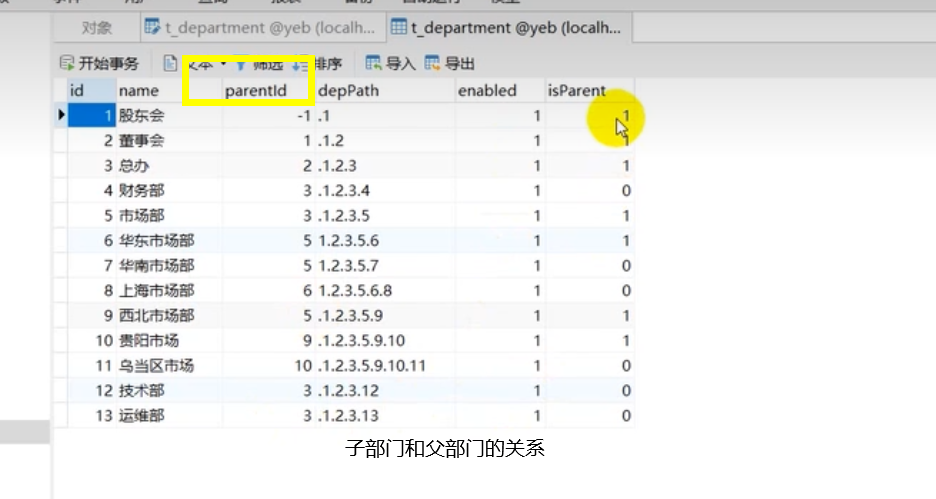 对象 t_department @yeb (localh... t_department @yeb (localh...
开始事务 文本 筛选 排序 导入 导出
id name parentId depPath enabled isParent
1 股东会 -1 .1 1 1
2 董事会 1 .1.2 1 1
3 总办 2 .1.2.3 1 1
4 财务部 3 .1.2.3.4 1 0
5 市场部 3 .1.2.3.5 1 1
6 华东市场部 5 1.2.3.5.6 1 1
7 华南市场部 5 1.2.3.5.7 1 0
8 上海市场部 6 1.2.3.5.6.8 1 0
9 西北市场部 5 .1.2.3.5.9 1 1
10 贵阳市场 9 .1.2.3.5.9.10 1 1
11 乌当区市场 10 .1.2.3.5.9.10.11 1 0
12 技术部 3 .1.2.3.12 1 0
13 运维部 3 .1.2.3.13 1 0
子部门和父部门的关系